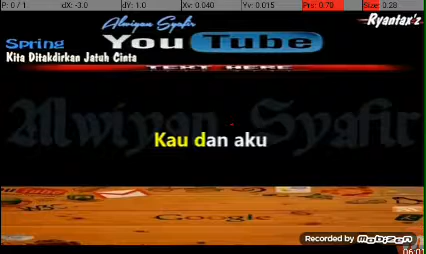 P: 0 / 1 dX: -3.0 dY: 1.0 Xv: 0.040 Yv: 0.015 Prs: 0.70 Size: 0.28
Alwiyan Syafir
Ryantax'z
Spring
YouTube
Kita Ditakdirkan Jatuh Cinta
TEXT HERE
Alwiyan Syafir
Kau dan aku
Google
Recorded by Mobizen
06:01